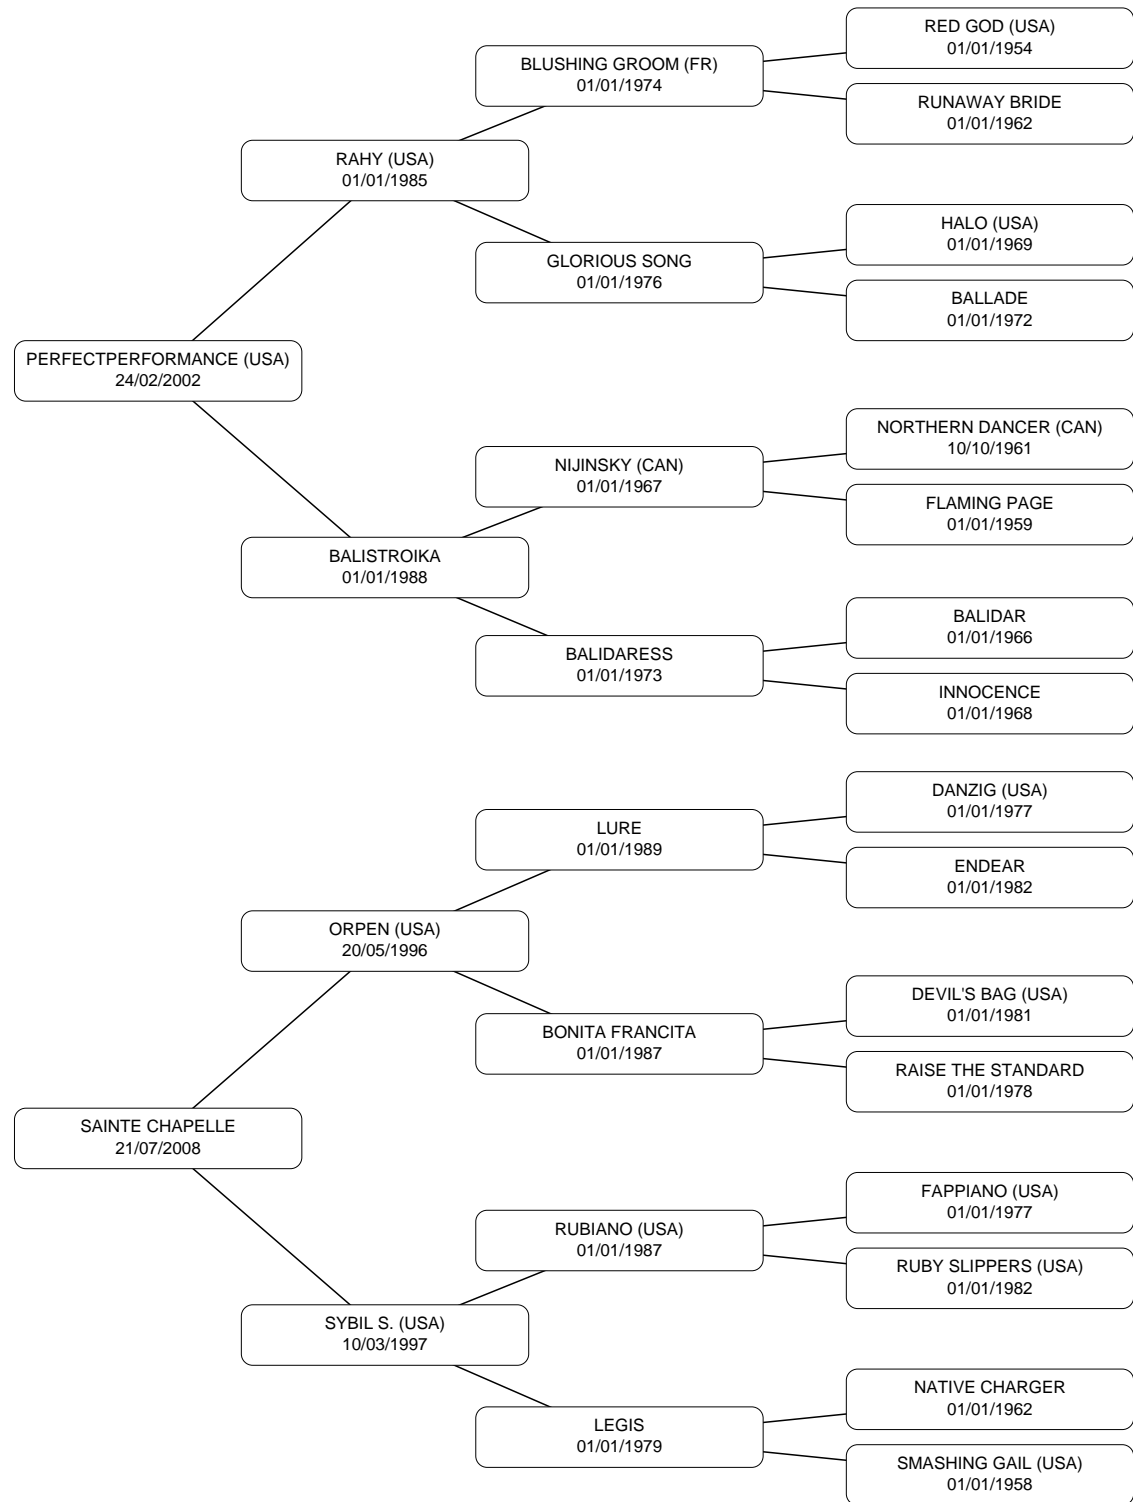 RED GOD (USA)
01/01/1954
BLUSHING GROOM (FR)
01/01/1974
RUNAWAY BRIDE
01/01/1962
RAHY (USA)
01/01/1985
HALO (USA)
01/01/1969
GLORIOUS SONG
01/01/1976
BALLADE
01/01/1972
PERFECTPERFORMANCE (USA)
24/02/2002
NORTHERN DANCER (CAN)
10/10/1961
NIJINSKY (CAN)
01/01/1967
FLAMING PAGE
01/01/1959
BALISTROIKA
01/01/1988
BALIDAR
01/01/1966
BALIDARESS
01/01/1973
INNOCENCE
01/01/1968
DANZIG (USA)
01/01/1977
LURE
01/01/1989
ENDEAR
01/01/1982
ORPEN (USA)
20/05/1996
DEVIL'S BAG (USA)
01/01/1981
BONITA FRANCITA
01/01/1987
RAISE THE STANDARD
01/01/1978
SAINTE CHAPELLE
21/07/2008
FAPPIANO (USA)
01/01/1977
RUBIANO (USA)
01/01/1987
RUBY SLIPPERS (USA)
01/01/1982
SYBIL S. (USA)
10/03/1997
NATIVE CHARGER
01/01/1962
LEGIS
01/01/1979
SMASHING GAIL (USA)
01/01/1958